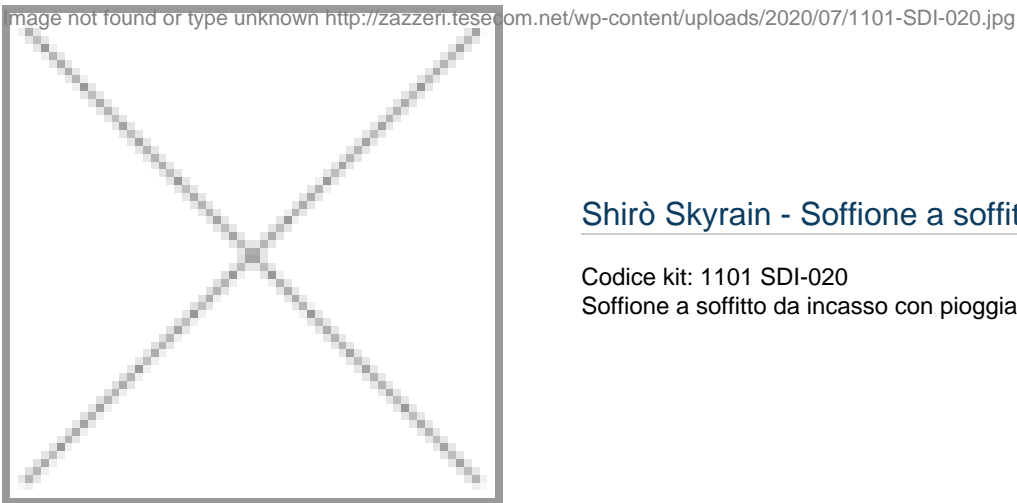 Image not found or type unknown http://zazzeri.tesecom.net/wp-content/uploads/2020/07/1101-SDI-020.jpg
Shirò Skyrain - Soffione a soffit
Codice kit: 1101 SDI-020
Soffione a soffitto da incasso con pioggia